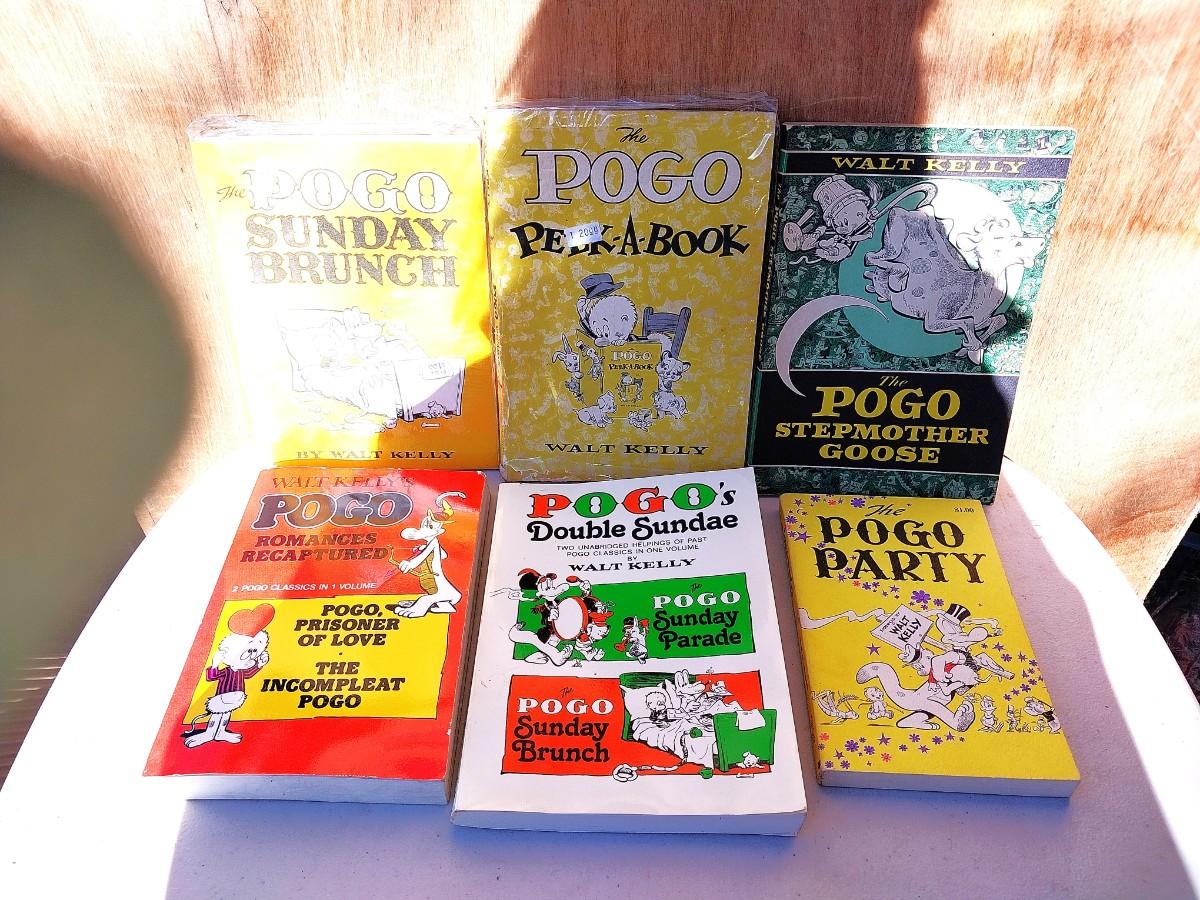 The POGO
SUNDAY
BRUNCH
BY WALT KELLY
The
POGO
PEEK-A-BOOK
POGO
PEEK-A-BOOK
WALT KELLY
WALT KELLY
The
POGO
STEPMOTHER
GOOSE
WALT KELLY'S
POGO
ROMANCES
RECAPTURED
2 POGO CLASSICS IN 1 VOLUME
POGO,
PRISONER
OF LOVE
·
THE
INCOMPLEAT
POGO
POGO's
Double Sundae
TWO UNABRIDGED HELPINGS OF PAST
POGO CLASSICS IN ONE VOLUME
BY
WALT KELLY
The
POGO
Sunday
Parade
The
POGO
Sunday
Brunch
The
$1.00
POGO
PARTY
WALT
KELLY